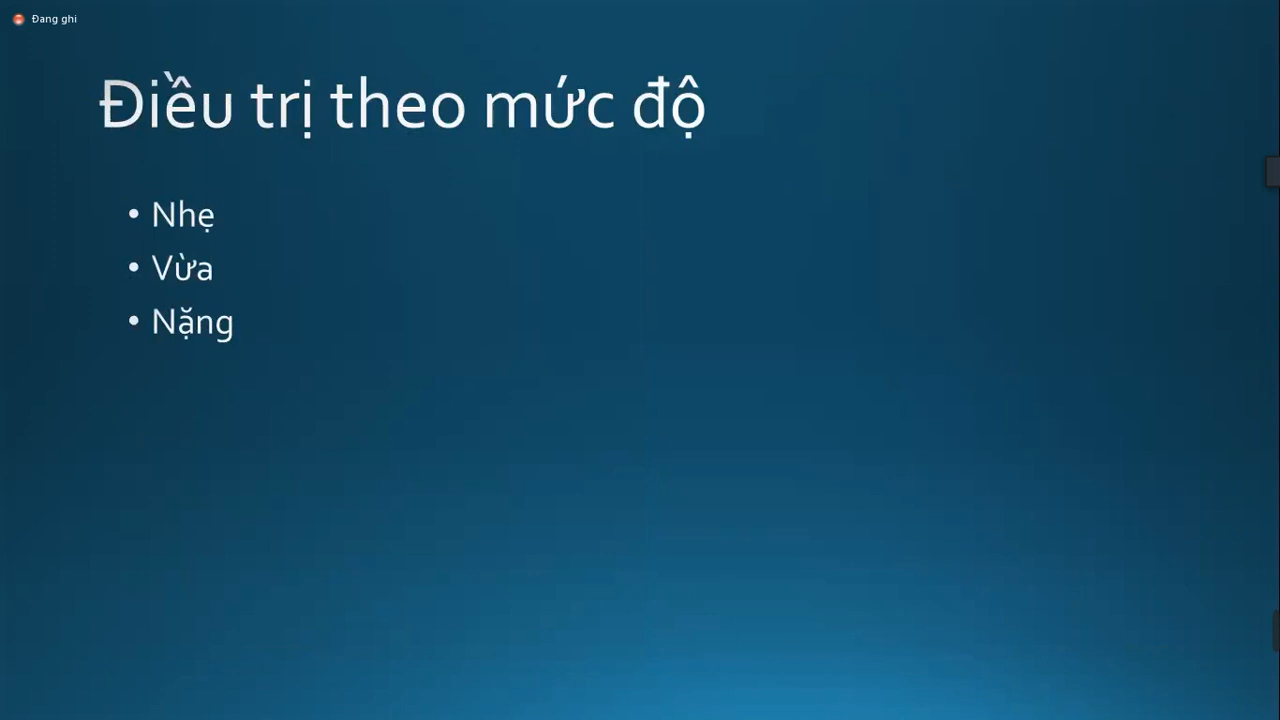 Đang ghi
Điều trị theo mức độ
• Nhẹ
• Vừa
• Nặng